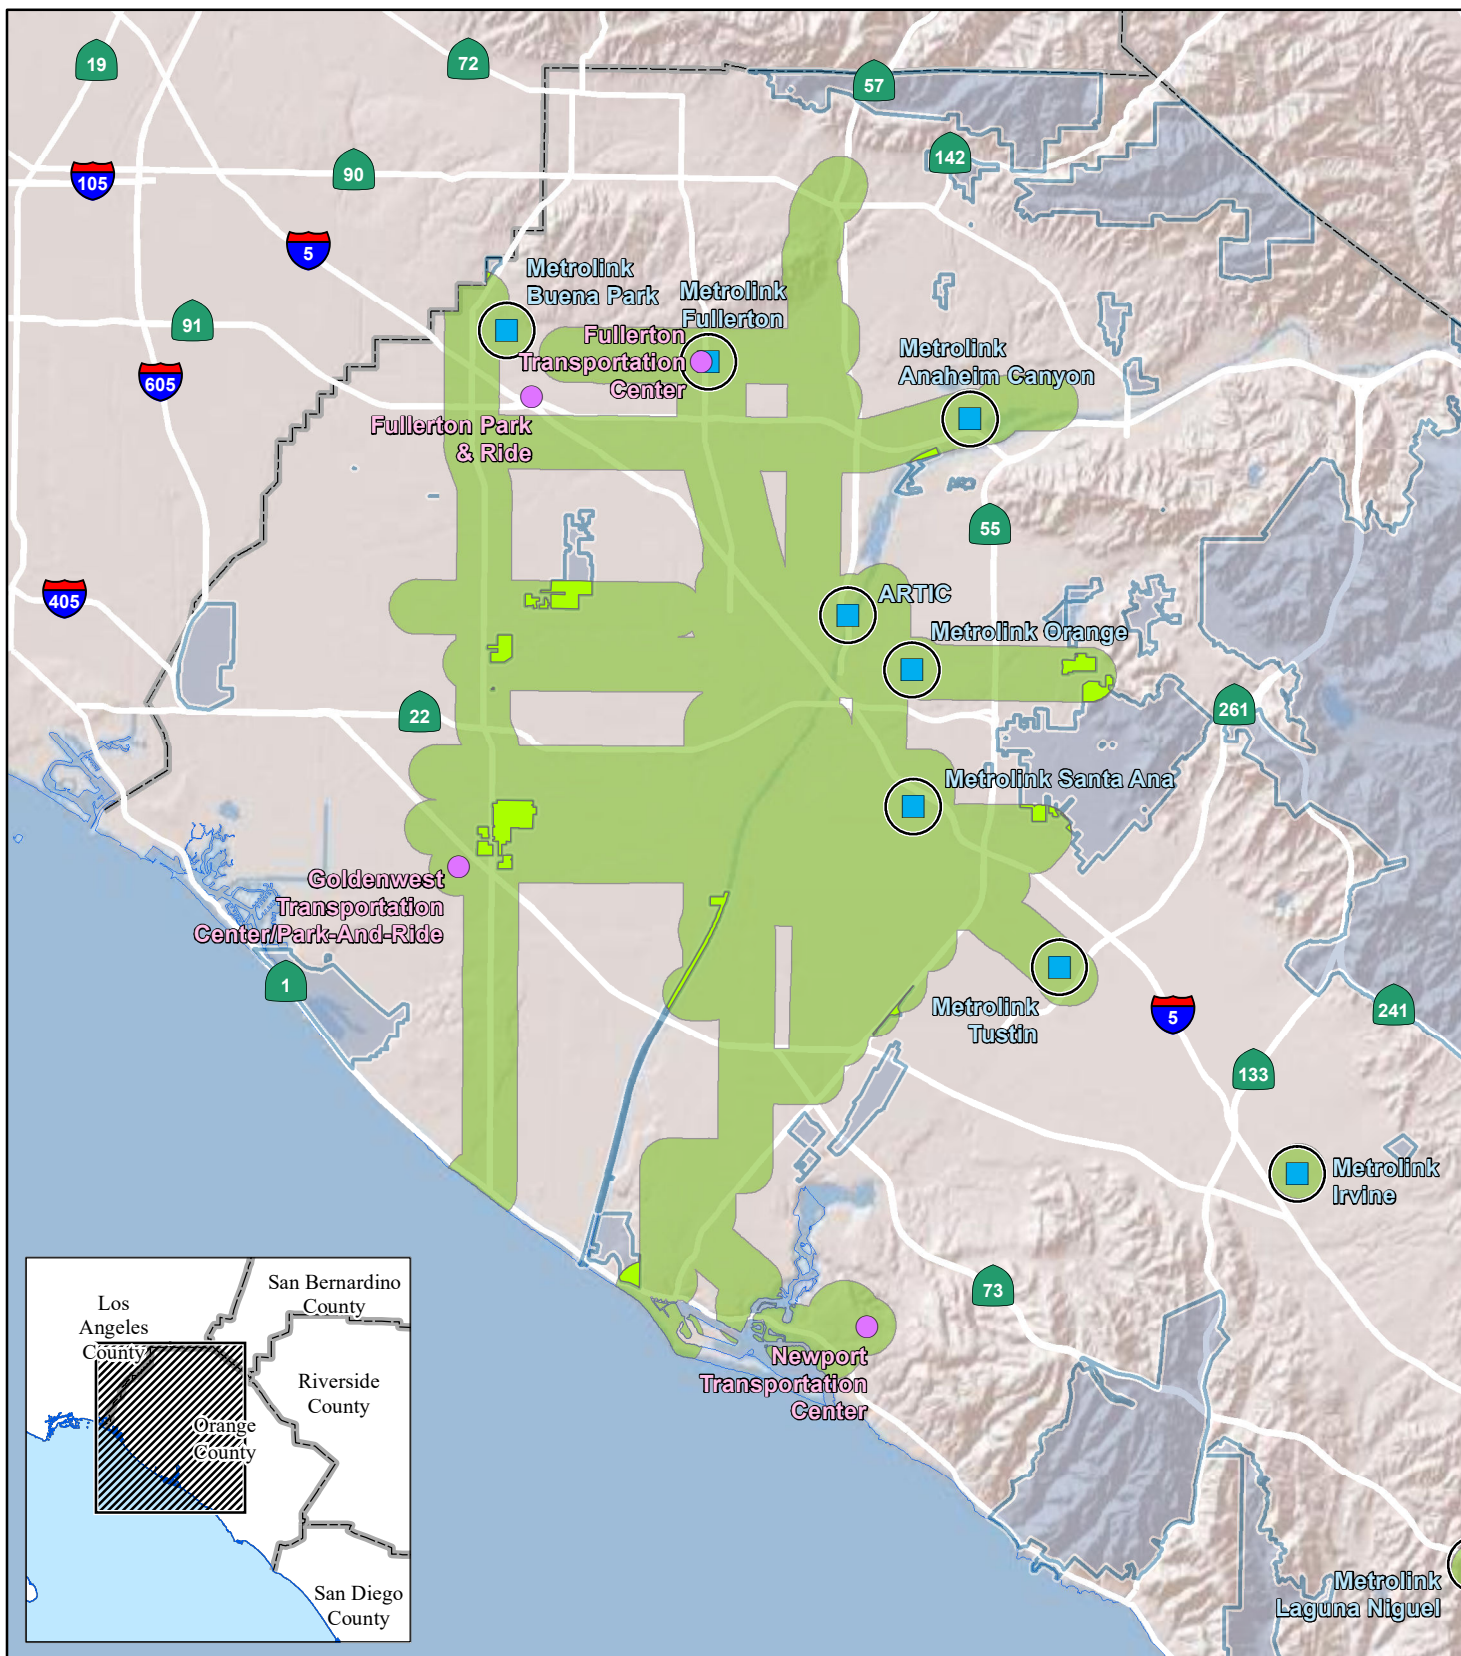 19
72
57
142
105
90
5
Metrolink
Buena Park
Metrolink
Fullerton
91
Fullerton
Transportation
Center
Metrolink
Anaheim Canyon
605
Fullerton Park
& Ride
55
405
ARTIC
Metrolink Orange
22
261
Metrolink Santa Ana
Goldenwest
Transportation
Center/Park-And-Ride
1
Metrolink
Tustin
5
241
133
Metrolink
Irvine
73
Newport
Transportation
Center
Metrolink
Laguna Niguel
San Bernardino
County
Los
Angeles
County
Riverside
County
Orange
County
San Diego
County